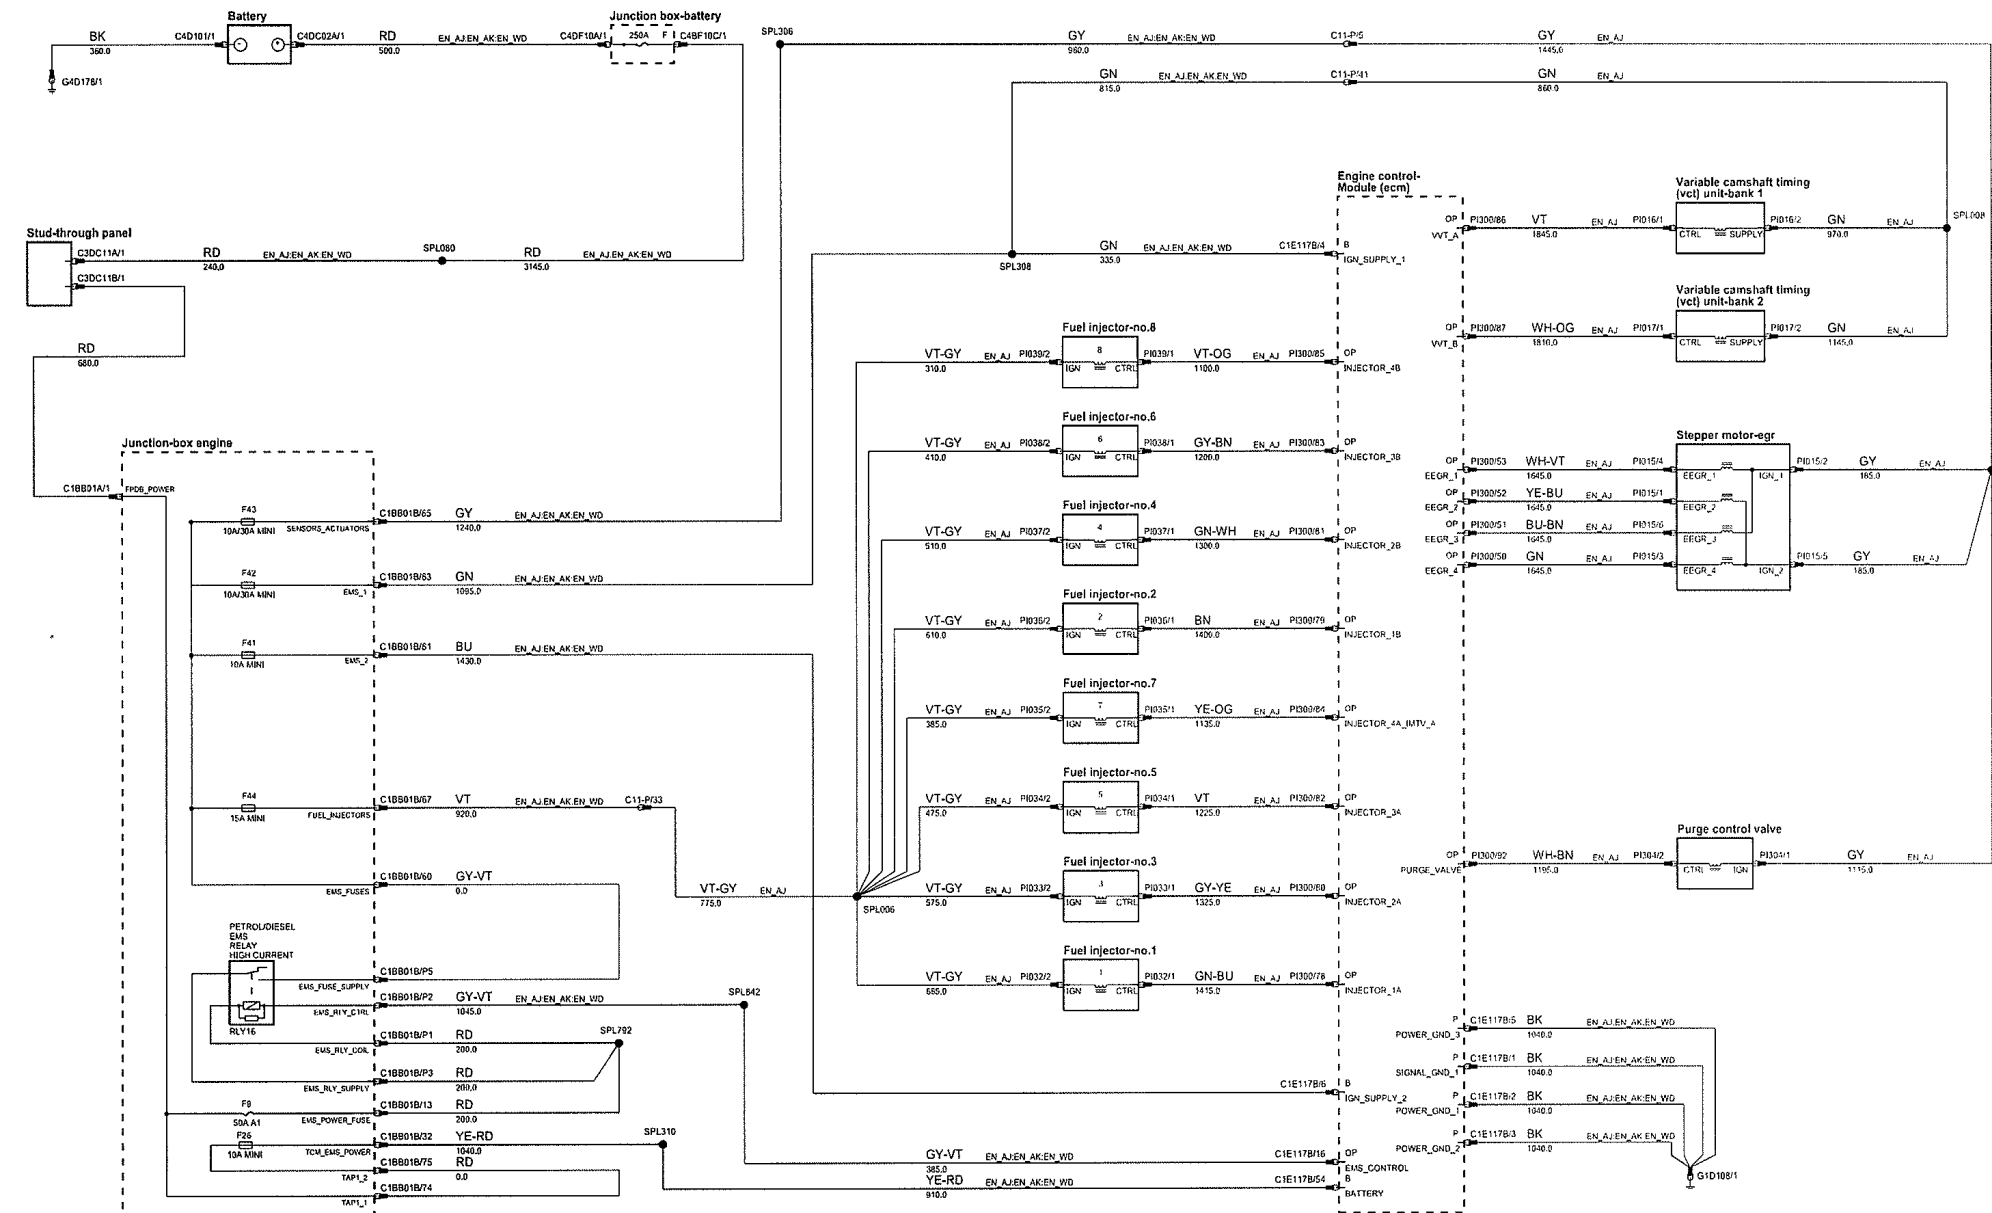 Battery
Junction box-battery
BK
360.0
C4D101/1
C4DC02A/1
RD
500.0
EN_AJ:EN_AK:EN_WD
C4DF10A/1
250A
F
C4BF10C/1
G4D178/1
SPL306
GY
960.0
EN_AJ:EN_AK:EN_WD
C11-P/5
GY
1445.0
EN_AJ
GN
815.0
EN_AJ:EN_AK:EN_WD
C11-P/41
GN
860.0
EN_AJ
Stud-through panel
C3DC11A/1
RD
240.0
EN_AJ:EN_AK:EN_WD
SPL080
RD
3145.0
EN_AJ:EN_AK:EN_WD
C3DC11B/1
RD
680.0
SPL308
GN
335.0
EN_AJ:EN_AK:EN_WD
C1E117B/4
B
IGN_SUPPLY_1
Engine control-
Module (ecm)
Variable camshaft timing
(vct) unit-bank 1
OP
VVT_A
PI300/86
VT
1845.0
EN_AJ
PI016/1
CTRL
SUPPLY
PI016/2
GN
970.0
EN_AJ
SPL008
Variable camshaft timing
(vct) unit-bank 2
OP
VVT_B
PI300/87
WH-OG
1810.0
EN_AJ
PI017/1
CTRL
SUPPLY
PI017/2
GN
1145.0
EN_AJ
Fuel injector-no.8
VT-GY
310.0
EN_AJ
PI039/2
8
IGN
CTRL
PI039/1
VT-OG
1100.0
EN_AJ
PI300/85
OP
INJECTOR_4B
Fuel injector-no.6
VT-GY
410.0
EN_AJ
PI038/2
6
IGN
CTRL
PI038/1
GY-BN
1200.0
EN_AJ
PI300/83
OP
INJECTOR_3B
Fuel injector-no.4
VT-GY
510.0
EN_AJ
PI037/2
4
IGN
CTRL
PI037/1
GN-WH
1300.0
EN_AJ
PI300/81
OP
INJECTOR_2B
Fuel injector-no.2
VT-GY
610.0
EN_AJ
PI036/2
2
IGN
CTRL
PI036/1
BN
1400.0
EN_AJ
PI300/79
OP
INJECTOR_1B
Fuel injector-no.7
VT-GY
385.0
EN_AJ
PI035/2
7
IGN
CTRL
PI035/1
YE-OG
1135.0
EN_AJ
PI300/84
OP
INJECTOR_4A_IMTV_A
Fuel injector-no.5
VT-GY
475.0
EN_AJ
PI034/2
5
IGN
CTRL
PI034/1
VT
1225.0
EN_AJ
PI300/82
OP
INJECTOR_3A
Fuel injector-no.3
VT-GY
575.0
EN_AJ
PI033/2
3
IGN
CTRL
PI033/1
GY-YE
1325.0
EN_AJ
PI300/80
OP
INJECTOR_2A
Fuel injector-no.1
VT-GY
665.0
EN_AJ
PI032/2
1
IGN
CTRL
PI032/1
GN-BU
1415.0
EN_AJ
PI300/78
OP
INJECTOR_1A
Stepper motor-egr
OP
EEGR_1
PI300/53
WH-VT
1645.0
EN_AJ
PI015/4
EEGR_1
IGN_1
PI015/2
GY
185.0
EN_AJ
OP
EEGR_2
PI300/52
YE-BU
1645.0
EN_AJ
PI015/1
EEGR_2
OP
EEGR_3
PI300/51
BU-BN
1645.0
EN_AJ
PI015/6
EEGR_3
OP
EEGR_4
PI300/50
GN
1645.0
EN_AJ
PI015/3
EEGR_4
IGN_2
PI015/5
GY
185.0
EN_AJ
Purge control valve
OP
PURGE_VALVE
PI300/92
WH-BN
1195.0
EN_AJ
PI304/2
CTRL
IGN
PI304/1
GY
1115.0
EN_AJ
Junction-box engine
C1BB01A/1
FPDB_POWER
F43
10A/30A MINI
SENSORS_ACTUATORS
C1BB01B/65
GY
1240.0
EN_AJ:EN_AK:EN_WD
F42
10A/30A MINI
EMS_1
C1BB01B/63
GN
1095.0
EN_AJ:EN_AK:EN_WD
F41
10A MINI
EMS_2
C1BB01B/61
BU
1430.0
EN_AJ:EN_AK:EN_WD
F44
15A MINI
FUEL_INJECTORS
C1BB01B/67
VT
920.0
EN_AJ:EN_AK:EN_WD
C11-P/33
EMS_FUSES
C1BB01B/60
GY-VT
0.0
VT-GY
775.0
EN_AJ
SPL006
PETROL/DIESEL
EMS
RELAY
HIGH CURRENT
RLY16
EMS_FUSE_SUPPLY
C1BB01B/P5
EMS_RLY_CTRL
C1BB01B/P2
GY-VT
1045.0
EN_AJ:EN_AK:EN_WD
SPL642
EMS_RLY_COIL
C1BB01B/P1
RD
200.0
SPL792
EMS_RLY_SUPPLY
C1BB01B/P3
RD
200.0
F9
50A A1
EMS_POWER_FUSE
C1BB01B/13
RD
200.0
F26
10A MINI
TCM_EMS_POWER
C1BB01B/32
YE-RD
1040.0
SPL310
TAP1_2
C1BB01B/75
RD
0.0
TAP1_1
C1BB01B/74
C1E117B/6
B
IGN_SUPPLY_2
GY-VT
385.0
EN_AJ:EN_AK:EN_WD
C1E117B/16
OP
EMS_CONTROL
YE-RD
910.0
EN_AJ:EN_AK:EN_WD
C1E117B/54
B
BATTERY
P
POWER_GND_3
C1E117B/5
BK
1040.0
EN_AJ:EN_AK:EN_WD
P
SIGNAL_GND_1
C1E117B/1
BK
1040.0
EN_AJ:EN_AK:EN_WD
P
POWER_GND_1
C1E117B/2
BK
1040.0
EN_AJ:EN_AK:EN_WD
P
POWER_GND_2
C1E117B/3
BK
1040.0
EN_AJ:EN_AK:EN_WD
G1D108/1